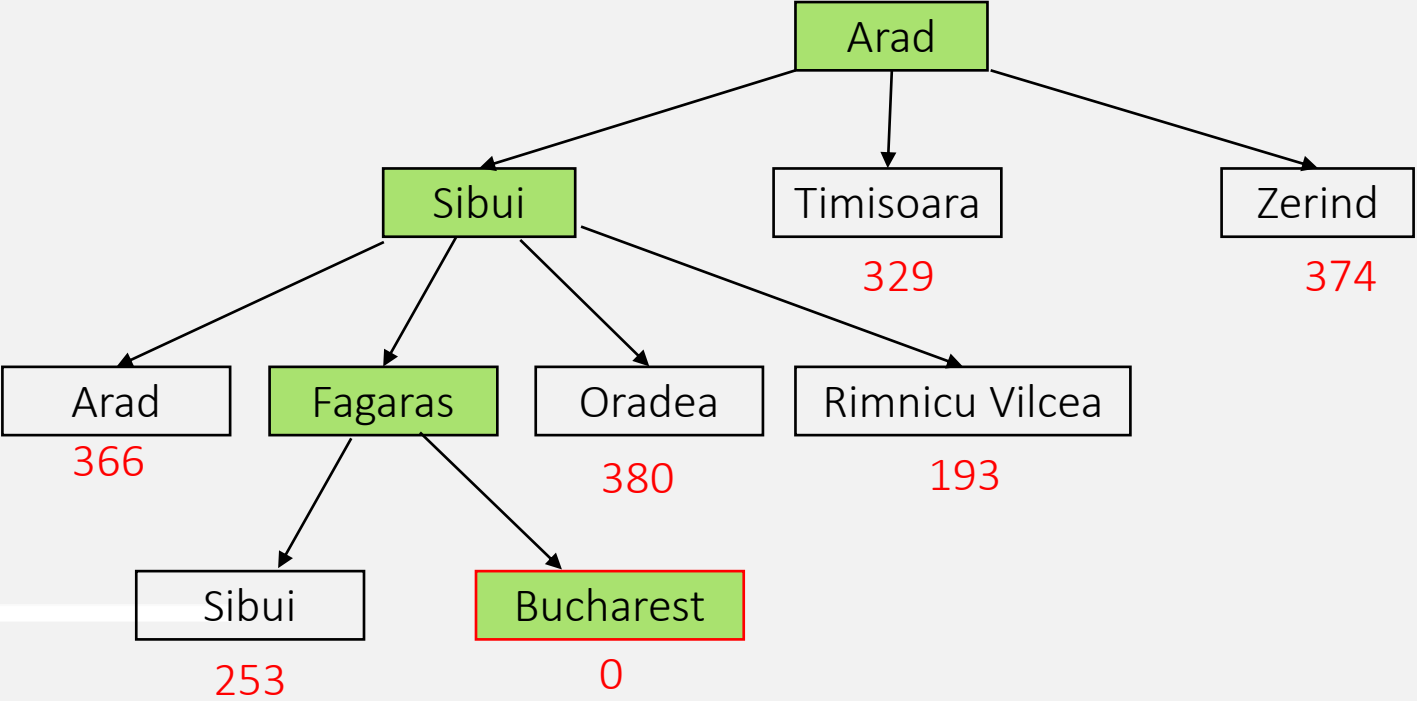 Arad
Sibui
Timisoara
Zerind
329
374
Arad
Fagaras
Oradea
Rimnicu Vilcea
366
380
193
Sibui
Bucharest
253
0